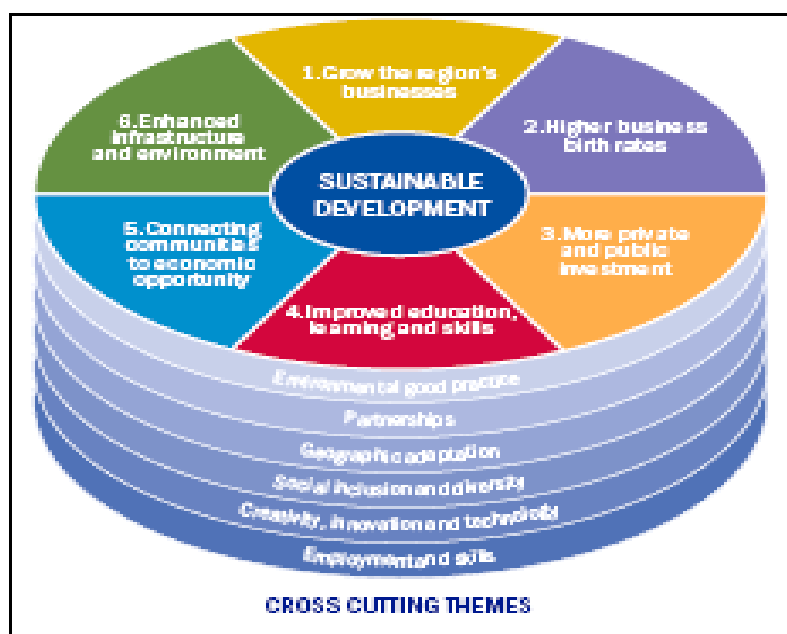 1.Grow the region's
businesses
2.Higher business
birth rates
3.More private
and public
investment
4.Improved education,
learning and skills
5.Connecting
communities
to economic
opportunity
6.Enhanced
infrastructure
and environment
SUSTAINABLE
DEVELOPMENT
Environmental good practice
Partnerships
Geographic adaptation
Social inclusion and diversity
Creativity, innovation and technology
Employment and skills
CROSS CUTTING THEMES